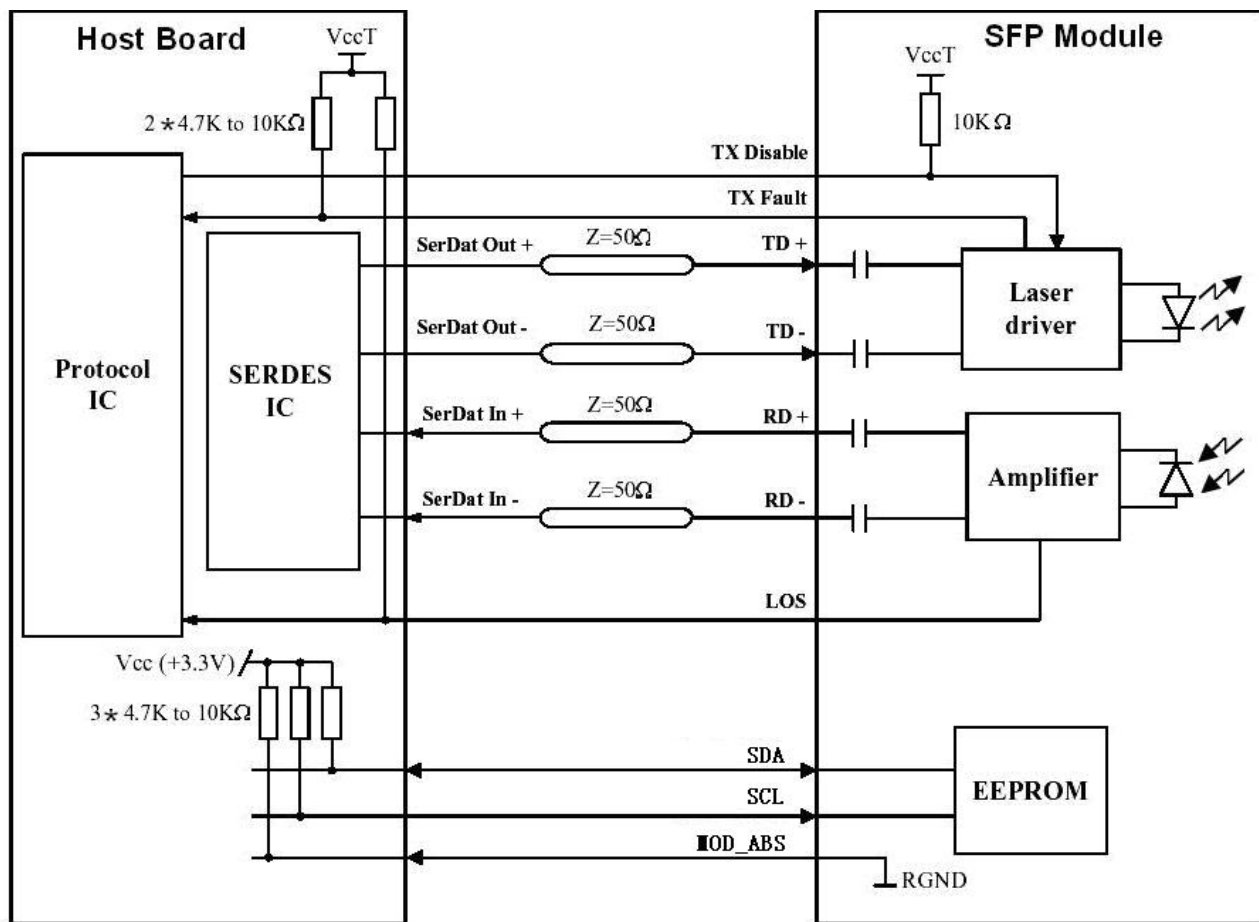 Host Board
SFP Module
VccT
VccT
2*4.7K to 10KΩ
10KΩ
TX Disable
TX Fault
SerDat Out +
Z=50Ω
TD +
SerDat Out -
Z=50Ω
TD -
Laser
driver
Protocol
IC
SERDES
IC
SerDat In +
Z=50Ω
RD +
Amplifier
SerDat In -
Z=50Ω
RD -
LOS
Vcc (+3.3V)
3*4.7K to 10KΩ
SDA
SCL
EEPROM
MOD_ABS
RGND